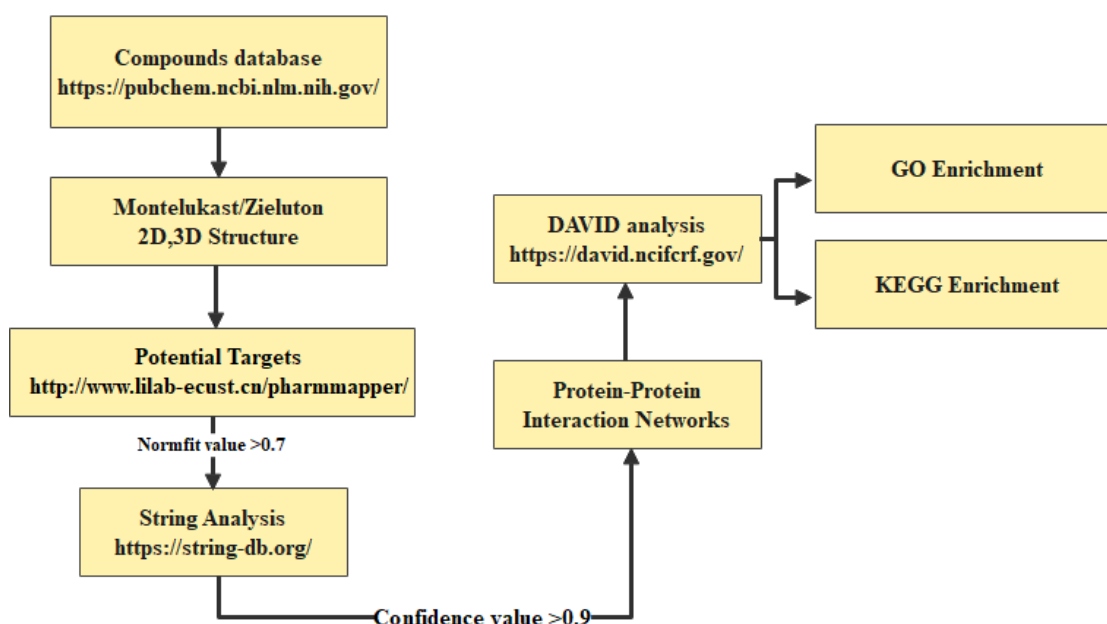 Compounds database
https://pubchem.ncbi.nlm.nih.gov/
Montelukast/Zieluton
2D,3D Structure
Potential Targets
http://www.lilab-ecust.cn/pharmmapper/
Normfit value >0.7
String Analysis
https://string-db.org/
Confidence value >0.9
Protein-Protein
Interaction Networks
DAVID analysis
https://david.ncifcrf.gov/
GO Enrichment
KEGG Enrichment